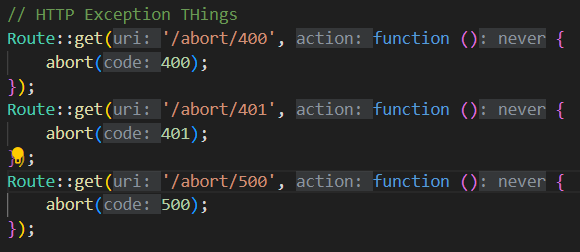 // HTTP Exception THings
Route::get(uri: '/abort/400', action: function (): never {
    abort(code: 400);
});
Route::get(uri: '/abort/401', action: function (): never {
    abort(code: 401);
};
Route::get(uri: '/abort/500', action: function (): never {
    abort(code: 500);
});